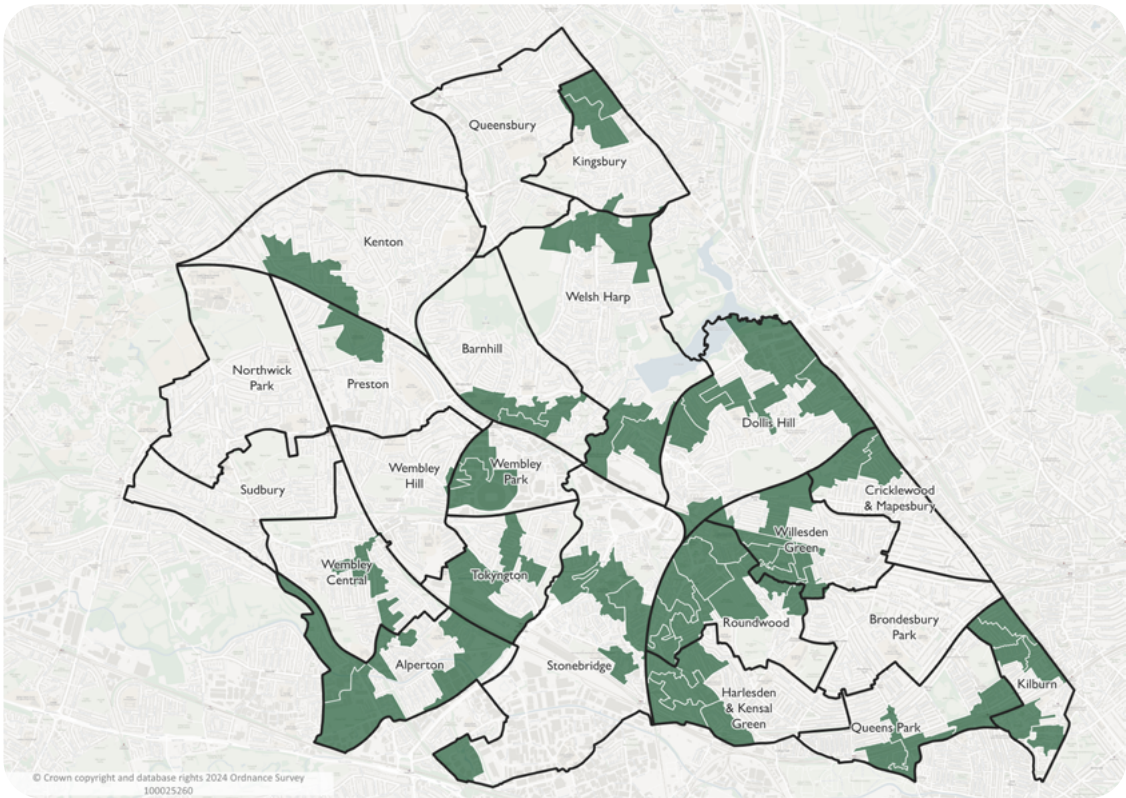 Queensbury
Kingsbury
Kenton
Welsh Harp
Barnhill
Northwick
Park
Preston
Dollis Hill
Wembley
Hill
Wembley
Park
Sudbury
Cricklewood
& Mapesbury
Willesden
Green
Wembley
Central
Tokyngton
Roundwood
Brondesbury
Park
Alperton
Stonebridge
Harlesden
& Kensal
Green
Kilburn
Queens Park
© Crown copyright and database rights 2024 Ordnance Survey
100025260